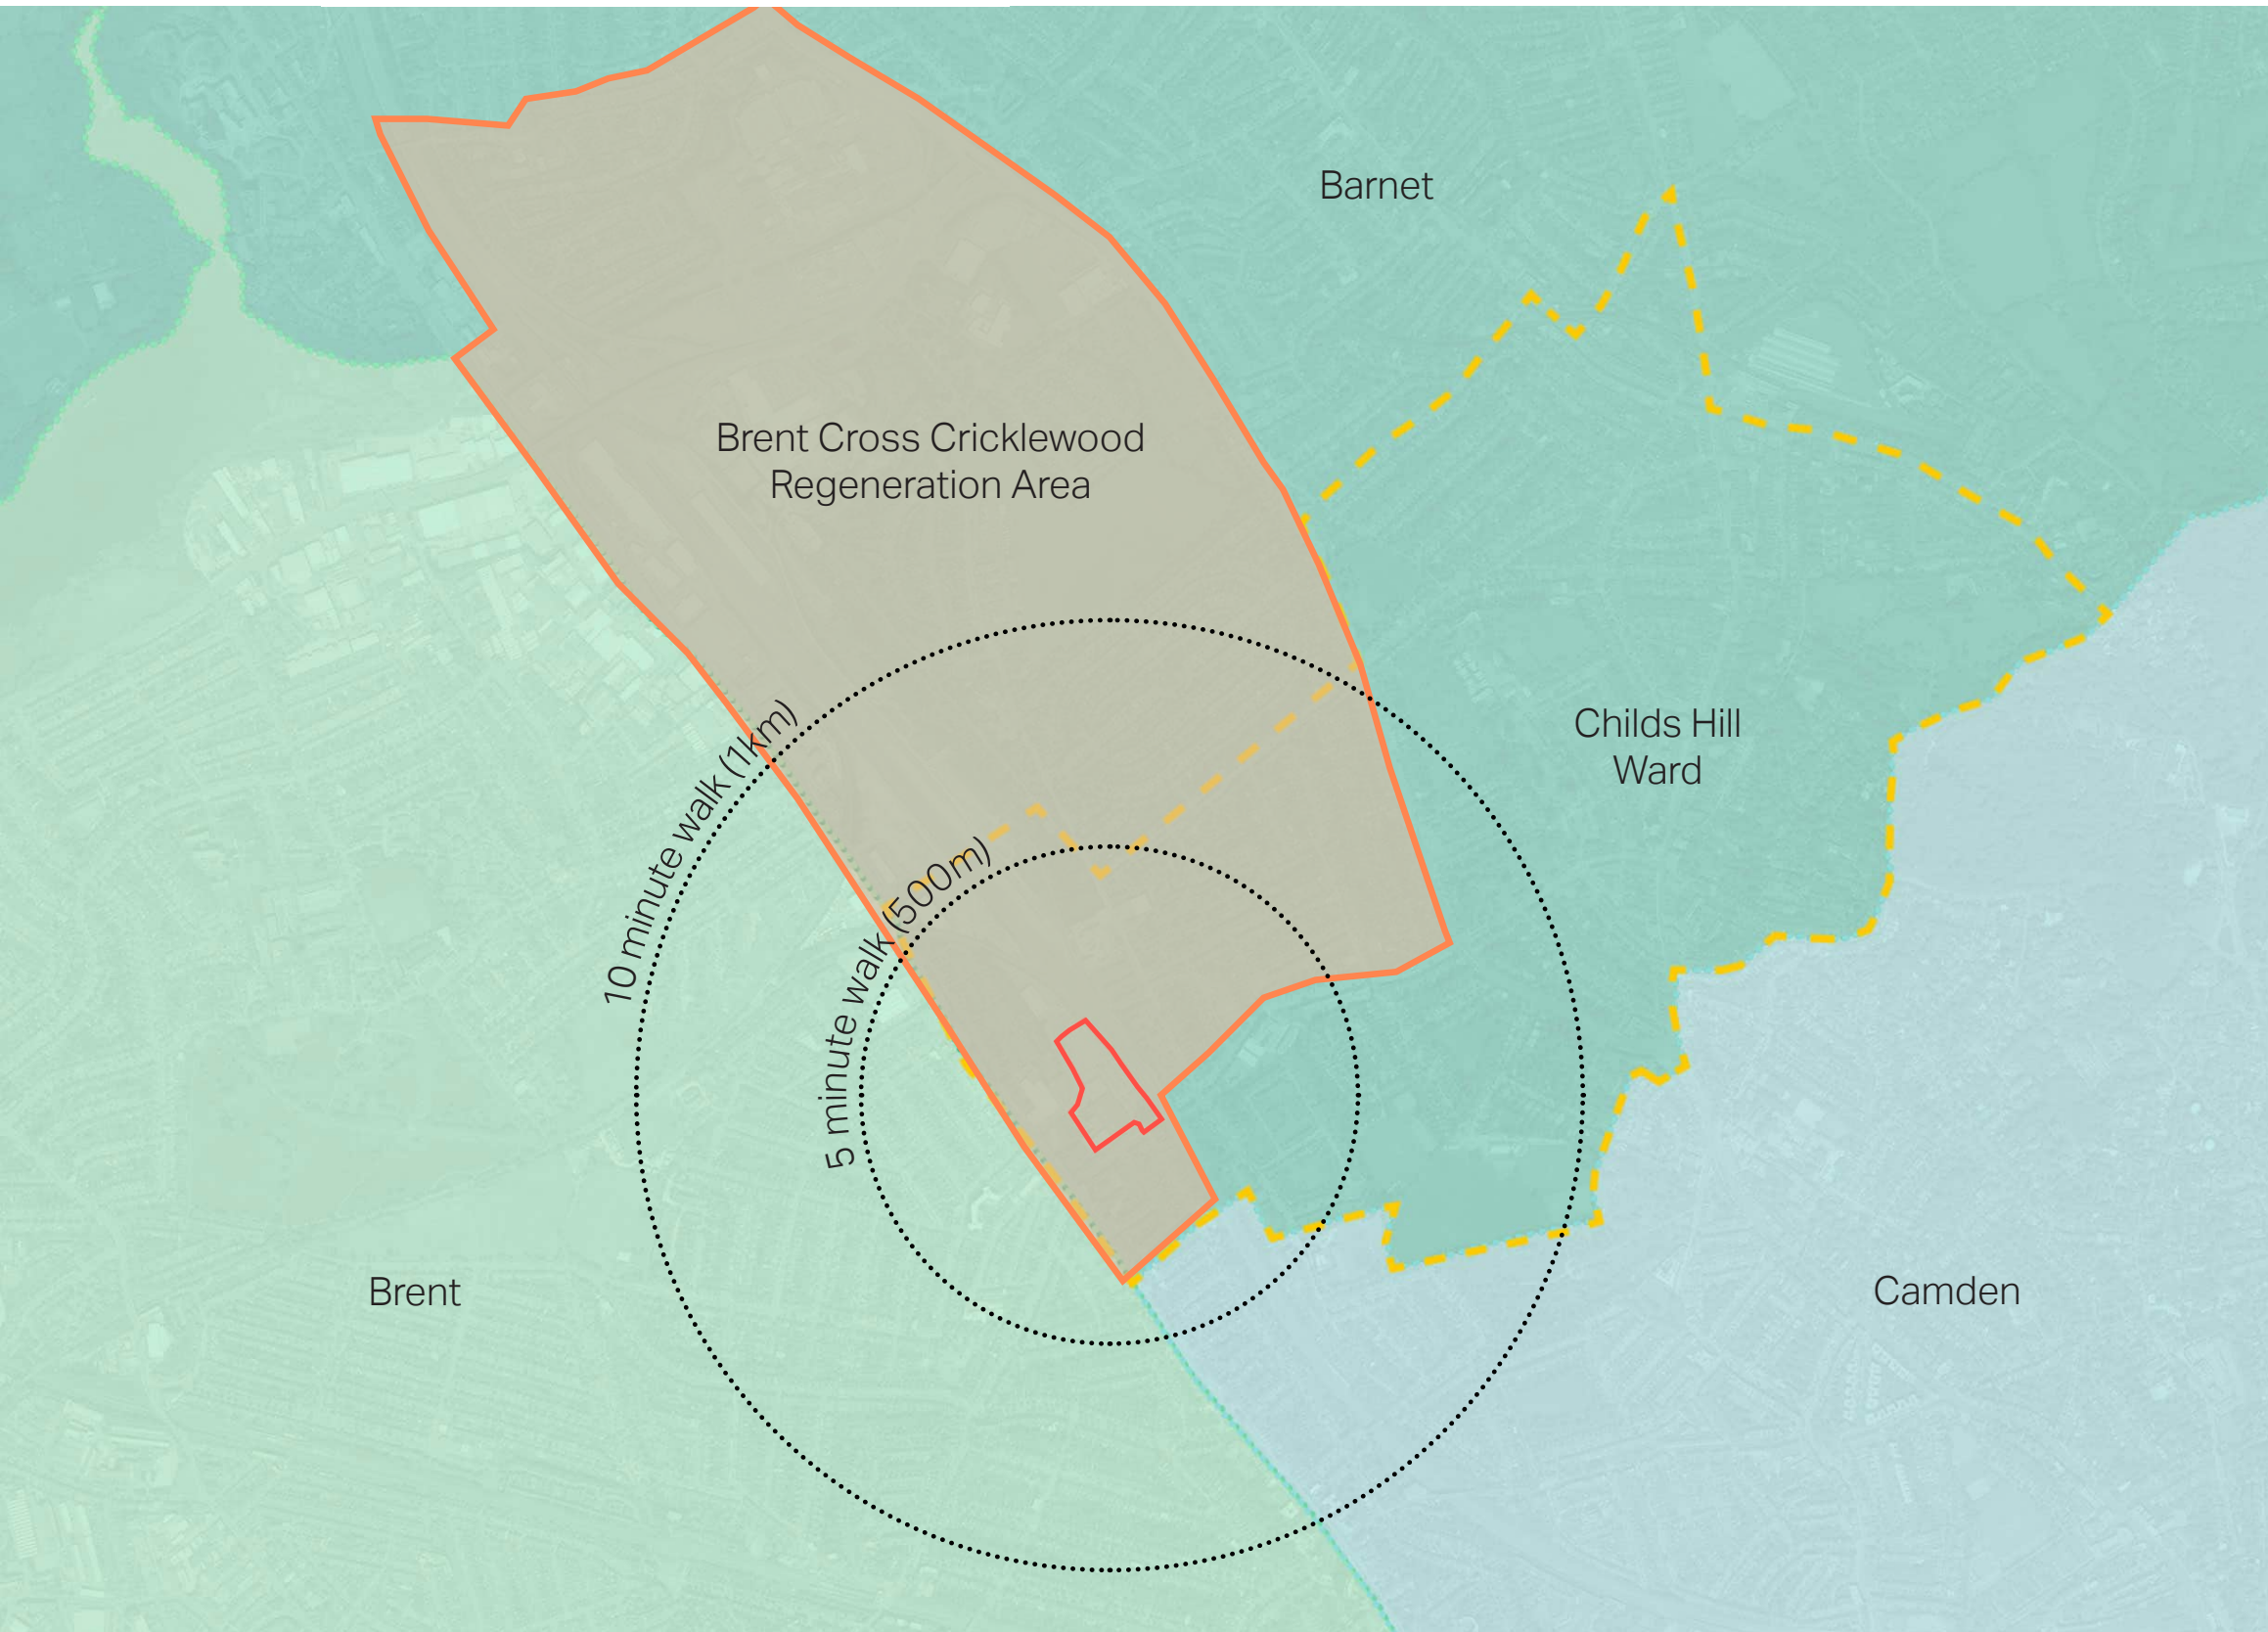 Barnet
Brent Cross Cricklewood
Regeneration Area
Childs Hill
Ward
10 minute walk (1km)
5 minute walk (500m)
Brent
Camden